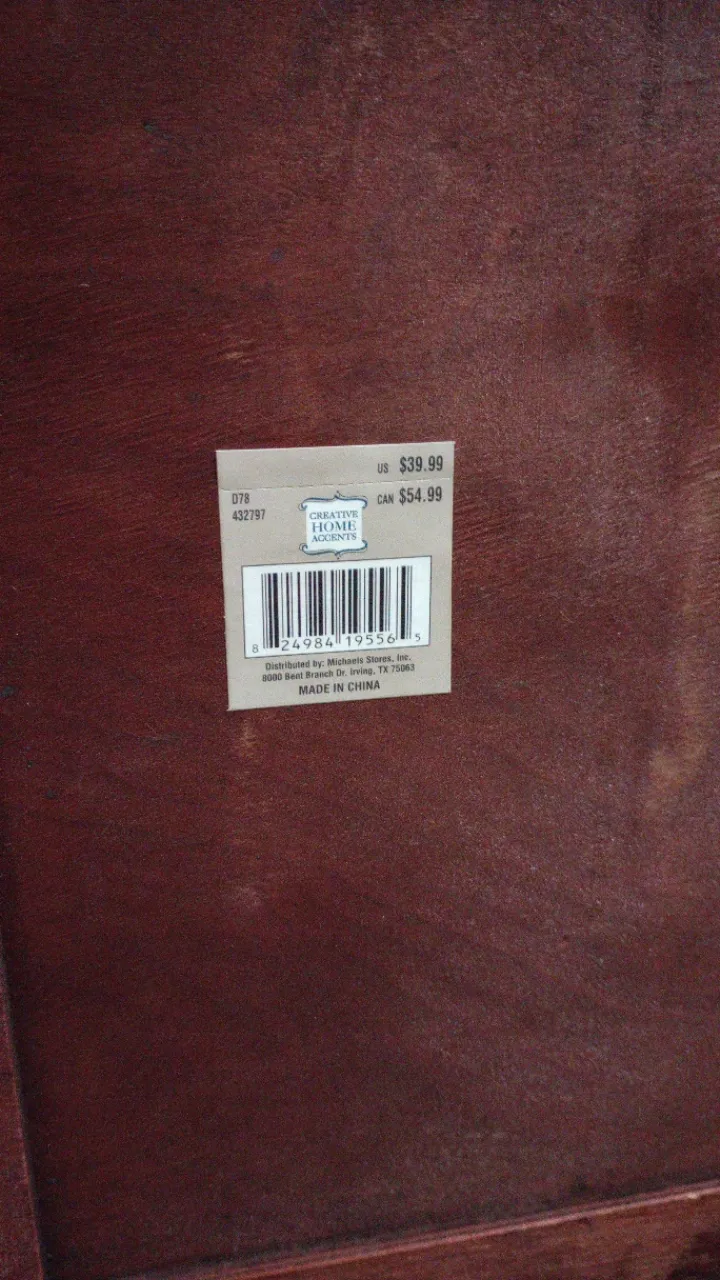 US $39.99
D78
CAN $54.99
432797
CREATIVE
HOME
ACCENTS
8 24984 19556 5
Distributed by: Michaels Stores, Inc.
8000 Bent Branch Dr. Irving, TX 75063
MADE IN CHINA